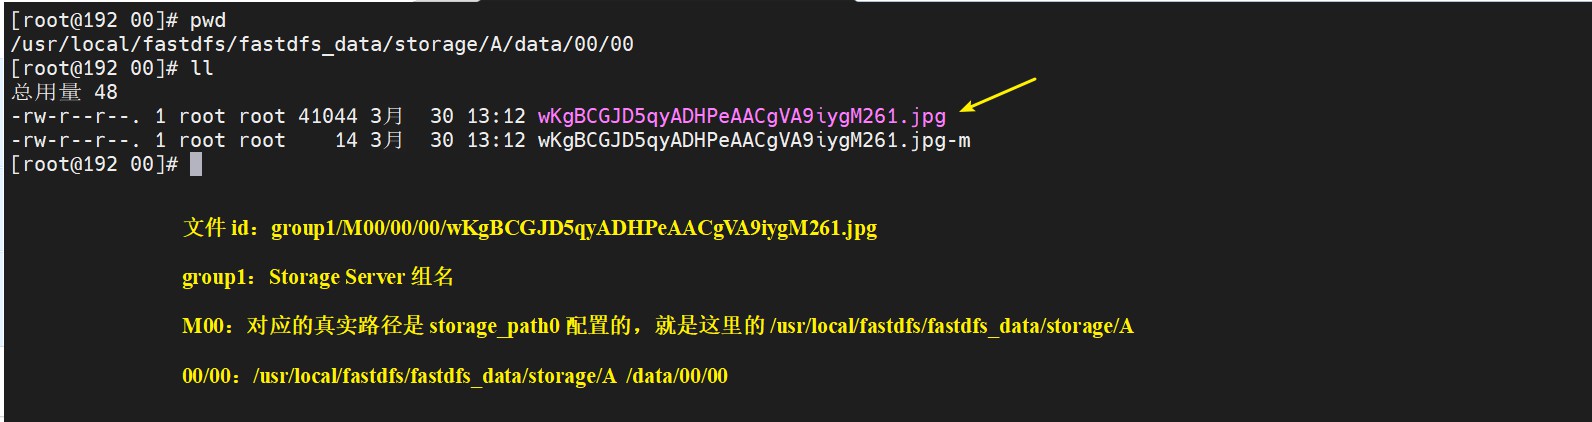 [root@192 00]# pwd
/usr/local/fastdfs/fastdfs_data/storage/A/data/00/00
[root@192 00]# ll
总用量 48
-rw-r--r--. 1 root root 41044 3月  30 13:12 wKgBCGJD5qyADHPeAACgVA9iygM261.jpg
-rw-r--r--. 1 root root    14 3月  30 13:12 wKgBCGJD5qyADHPeAACgVA9iygM261.jpg-m
[root@192 00]#
文件 id：group1/M00/00/00/wKgBCGJD5qyADHPeAACgVA9iygM261.jpg
group1：Storage Server 组名
M00：对应的真实路径是 storage_path0 配置的，就是这里的 /usr/local/fastdfs/fastdfs_data/storage/A
00/00：/usr/local/fastdfs/fastdfs_data/storage/A /data/00/00